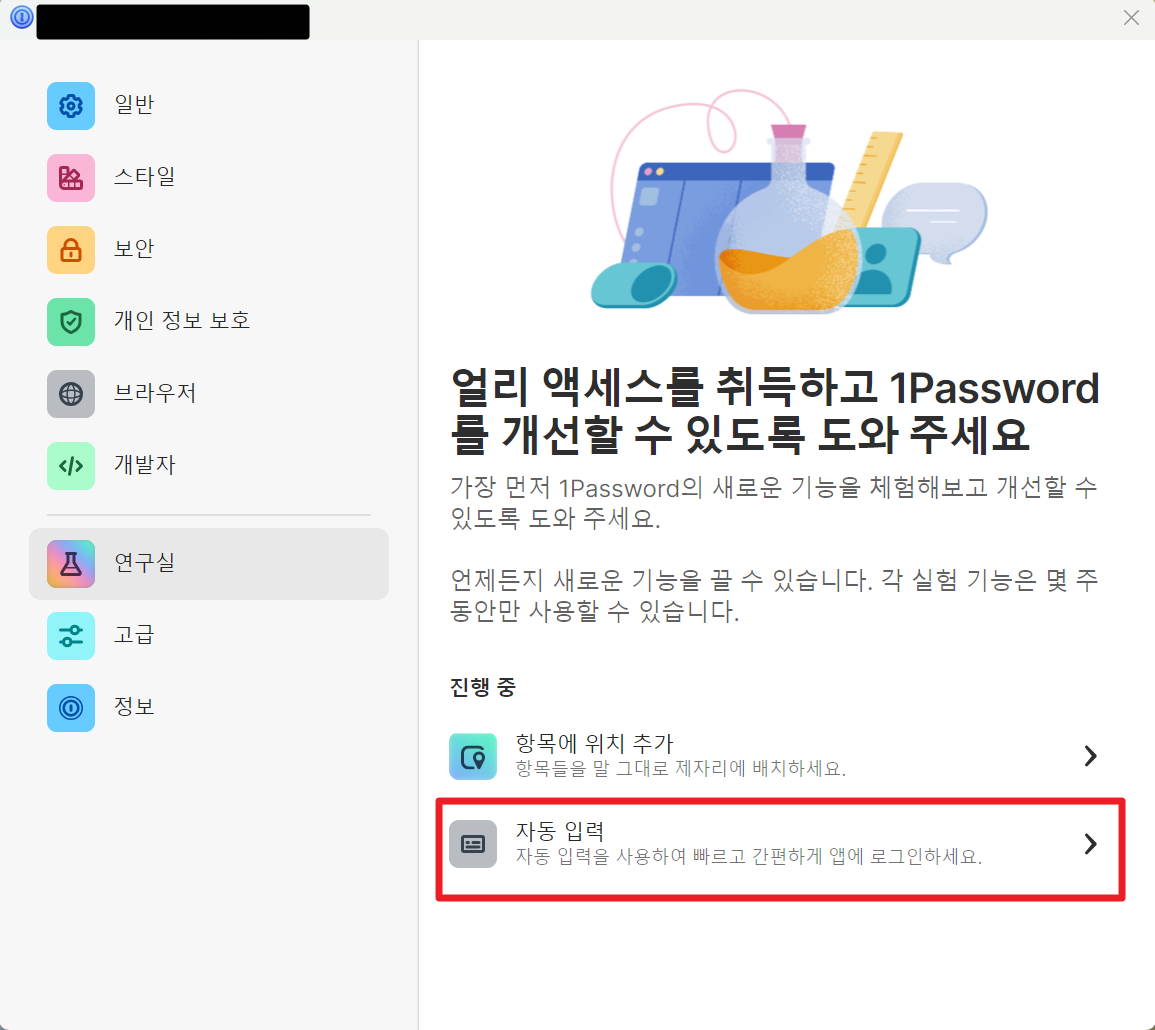 일반
스타일
보안
개인 정보 보호
브라우저
개발자
연구실
고급
정보
얼리 액세스를 취득하고 1Password
를 개선할 수 있도록 도와 주세요
가장 먼저 1Password의 새로운 기능을 체험해보고 개선할 수
있도록 도와 주세요.
언제든지 새로운 기능을 끌 수 있습니다. 각 실험 기능은 몇 주
동안만 사용할 수 있습니다.
진행 중
항목에 위치 추가
항목들을 말 그대로 제자리에 배치하세요.
자동 입력
자동 입력을 사용하여 빠르고 간편하게 앱에 로그인하세요.